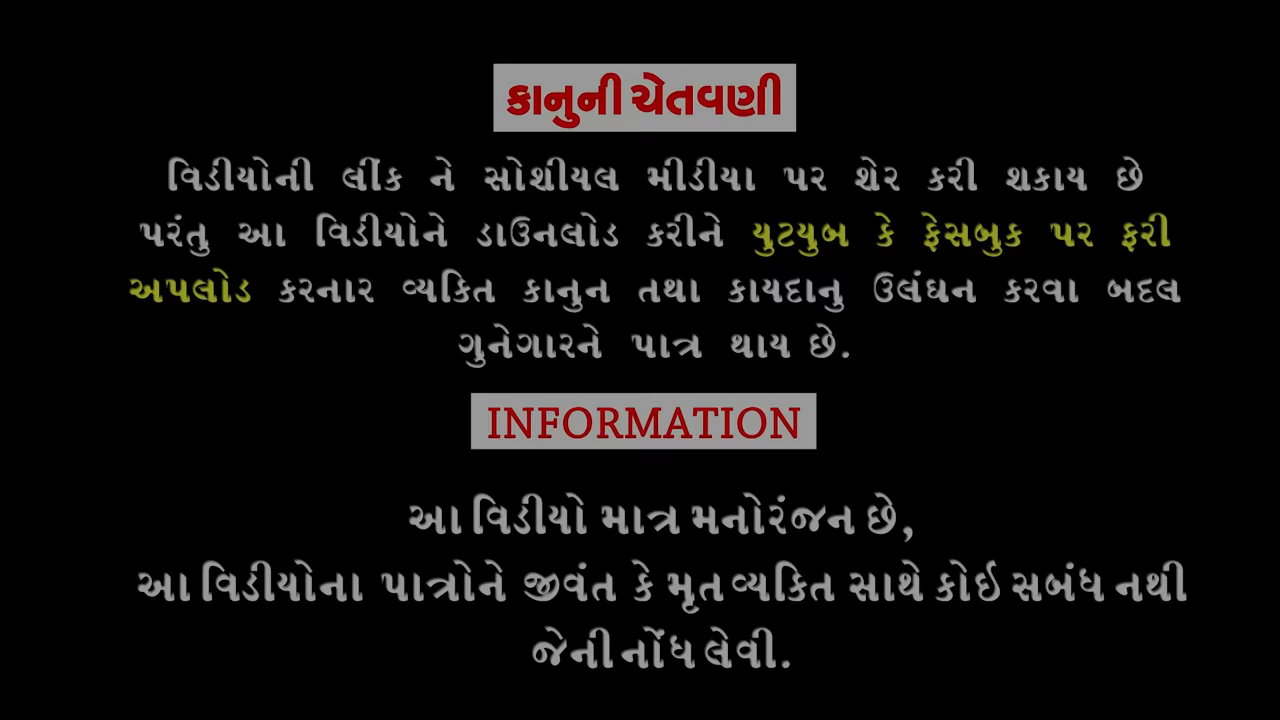 કાનુની ચેતવણી
વિડીયોની લીંક ને સોશીયલ મીડીયા પર શેર કરી શકાય છે
પરંતુ આ વિડીયોને ડાઉનલોડ કરીને યુટયુબ કે ફેસબુક પર ફરી
અપલોડ કરનાર વ્યકિત કાનુન તથા કાયદાનુ ઉલંઘન કરવા બદલ
ગુનેગારને પાત્ર થાય છે.
INFORMATION
આ વિડીયો માત્ર મનોરંજન છે,
આ વિડીયોના પાત્રોને જીવંત કે મૃત વ્યકિત સાથે કોઇ સબંધ નથી
જેની નોંધ લેવી.